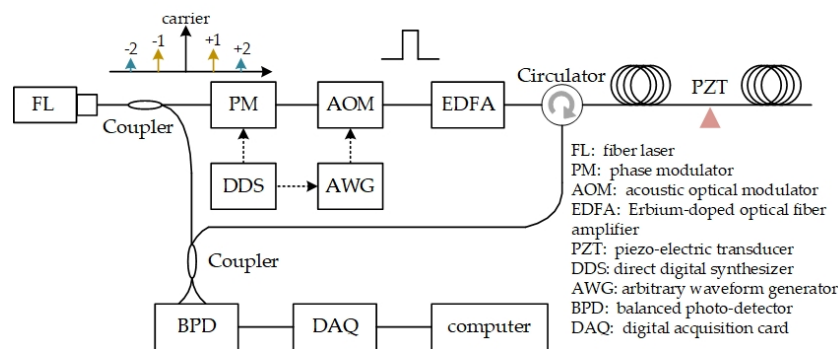 carrier
-2
-1
+1
+2
FL
Coupler
PM
AOM
EDFA
Circulator
PZT
DDS
AWG
Coupler
BPD
DAQ
computer
FL: fiber laser
PM: phase modulator
AOM: acoustic optical modulator
EDFA: Erbium-doped optical fiber
amplifier
PZT: piezo-electric transducer
DDS: direct digital synthesizer
AWG: arbitrary waveform generator
BPD: balanced photo-detector
DAQ: digital acquisition card